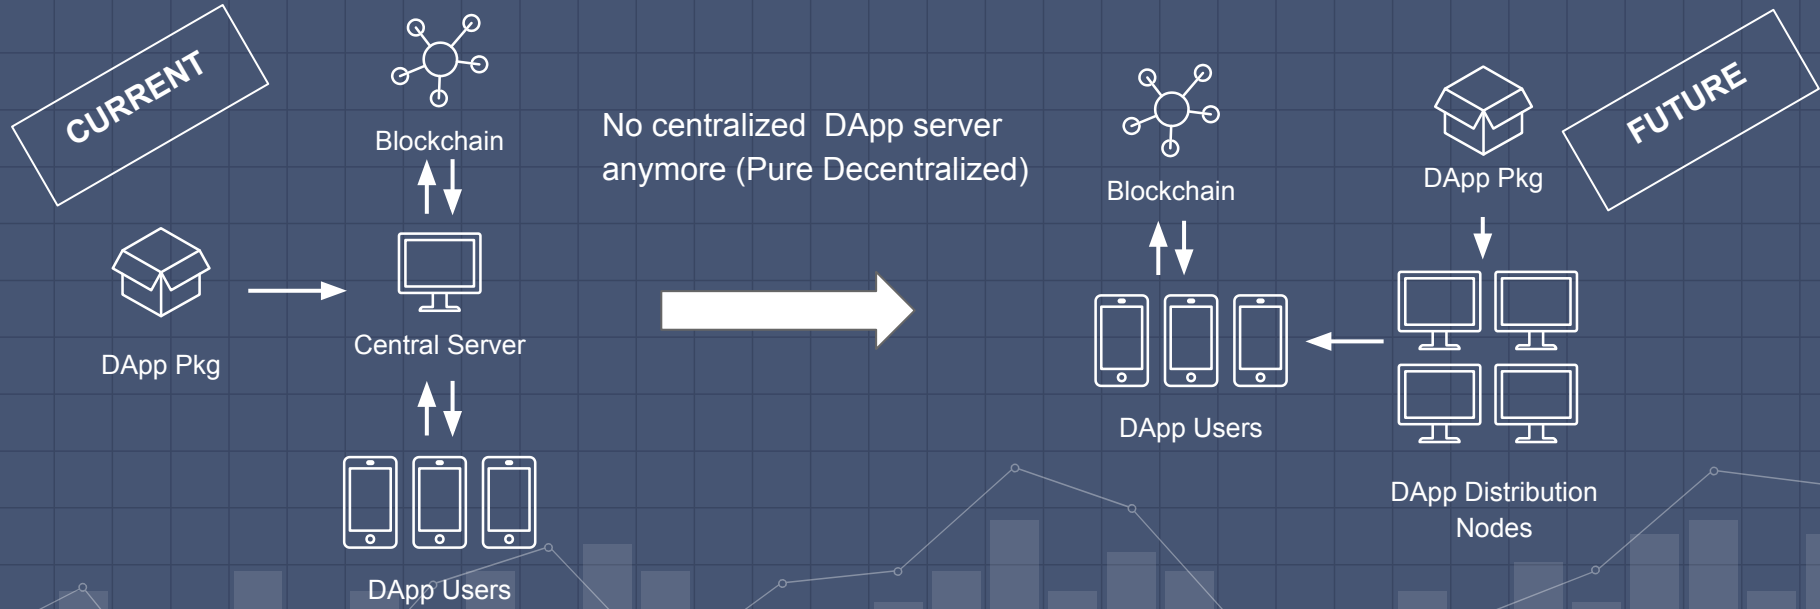 CURRENT
Blockchain
DApp Pkg
Central Server
DApp Users
No centralized  DApp server
anymore (Pure Decentralized)
FUTURE
Blockchain
DApp Pkg
DApp Users
DApp Distribution
Nodes